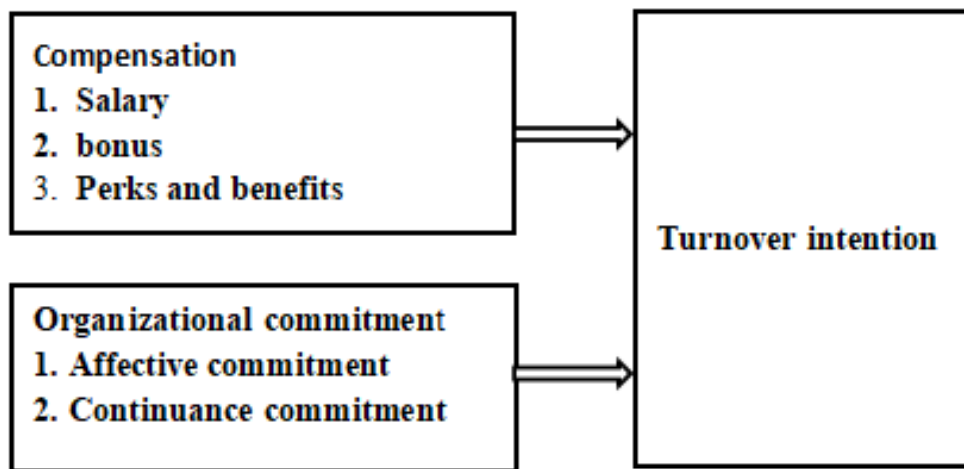 Compensation
1. Salary
2. bonus
3. Perks and benefits
Turnover intention
Organizational commitment
1. Affective commitment
2. Continuance commitment